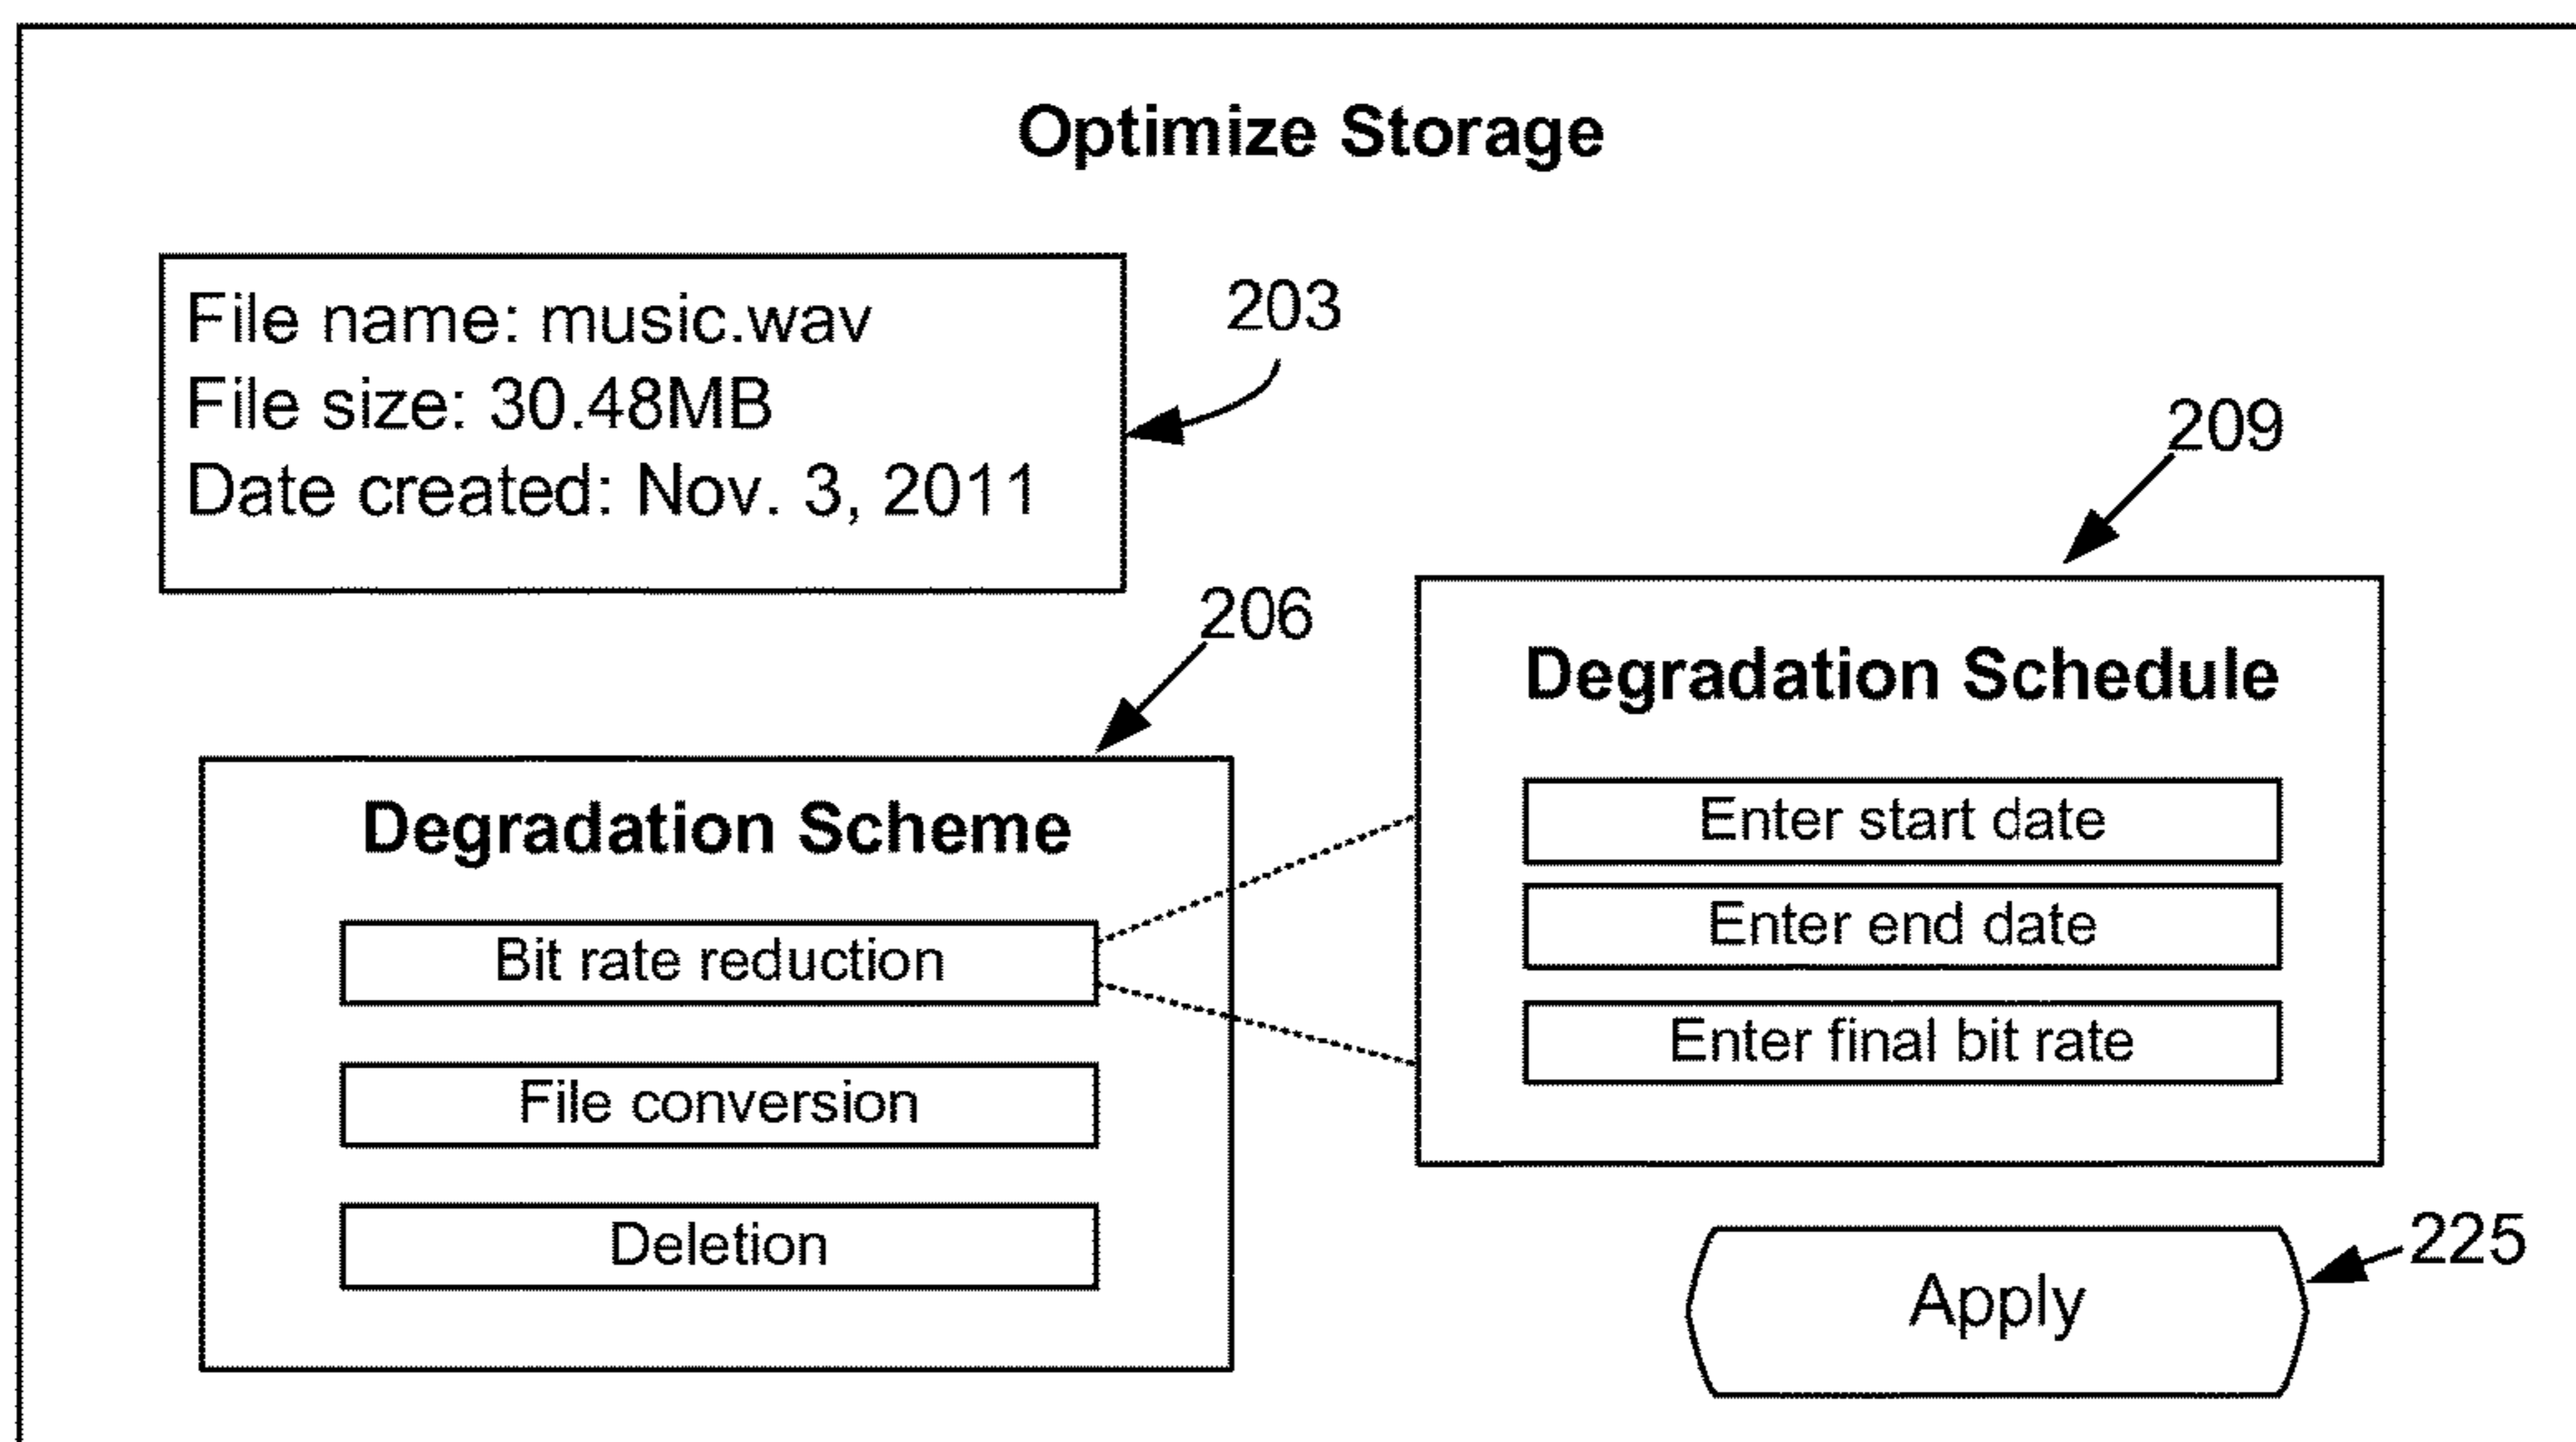 Optimize Storage
File name: music.wav
File size: 30.48MB
Date created: Nov. 3, 2011
203
206
Degradation Scheme
Bit rate reduction
File conversion
Deletion
209
Degradation Schedule
Enter start date
Enter end date
Enter final bit rate
Apply
225